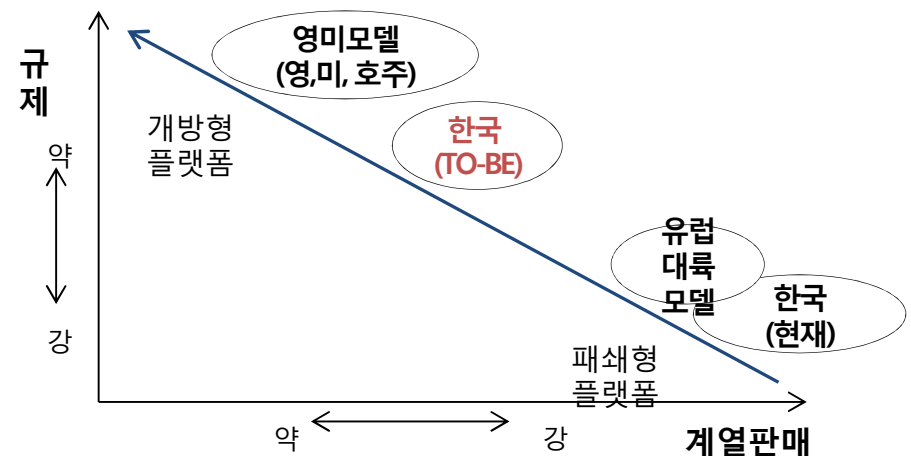 규
제
약
강
영미모델
(영,미, 호주)
개방형
플랫폼
한국
(TO-BE)
유럽
대륙
모델
한국
(현재)
패쇄형
플랫폼
약
강
계열판매